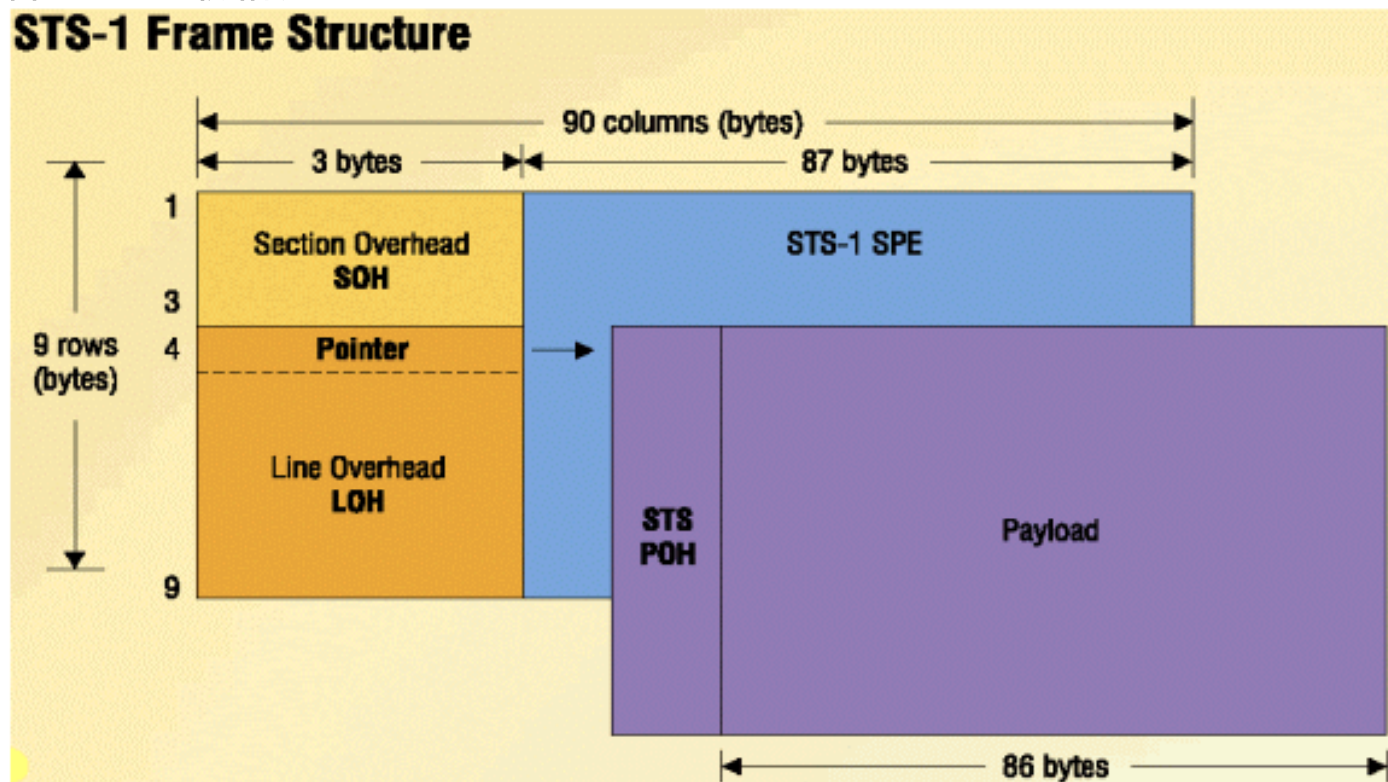 STS-1 Frame Structure
90 columns (bytes)
3 bytes
87 bytes
1
Section Overhead
SOH
STS-1 SPE
3
9 rows
(bytes)
4
Pointer
Line Overhead
LOH
9
STS
POH
Payload
86 bytes